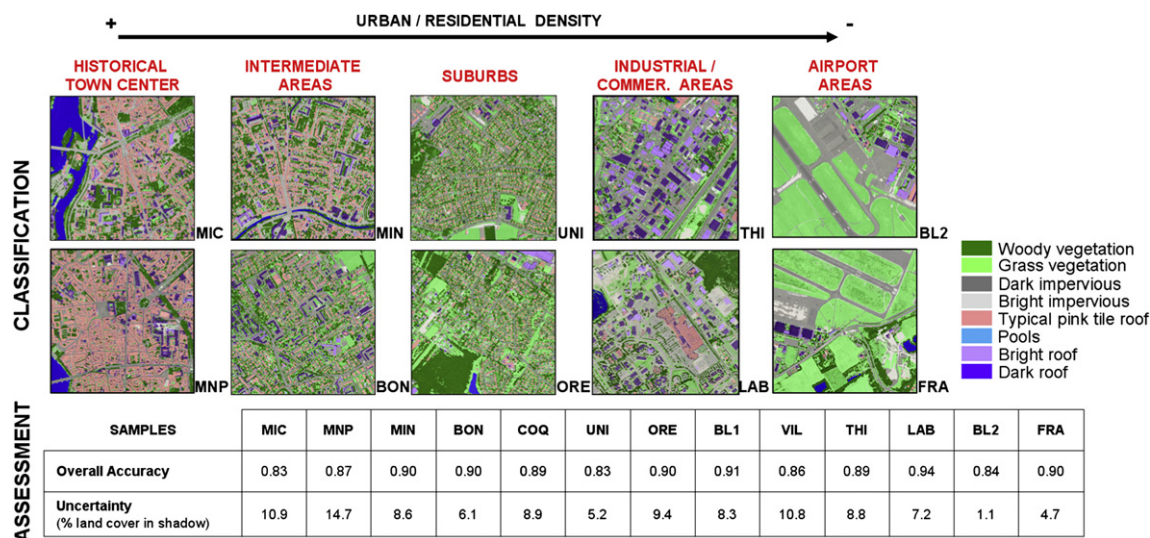 URBAN / RESIDENTIAL DENSITY
+ -
HISTORICAL TOWN CENTER
INTERMEDIATE AREAS
SUBURBS
INDUSTRIAL / COMMER. AREAS
AIRPORT AREAS
CLASSIFICATION
MIC MIN UNI THI BL2
MNP BON ORE LAB FRA
Woody vegetation
Grass vegetation
Dark impervious
Bright impervious
Typical pink tile roof
Pools
Bright roof
Dark roof
ASSESSMENT
SAMPLES MIC MNP MIN BON COQ UNI ORE BL1 VIL THI LAB BL2 FRA
Overall Accuracy 0.83 0.87 0.90 0.90 0.89 0.83 0.90 0.91 0.86 0.89 0.94 0.84 0.90
Uncertainty
(% land cover in shadow) 10.9 14.7 8.6 6.1 8.9 5.2 9.4 8.3 10.8 8.8 7.2 1.1 4.7